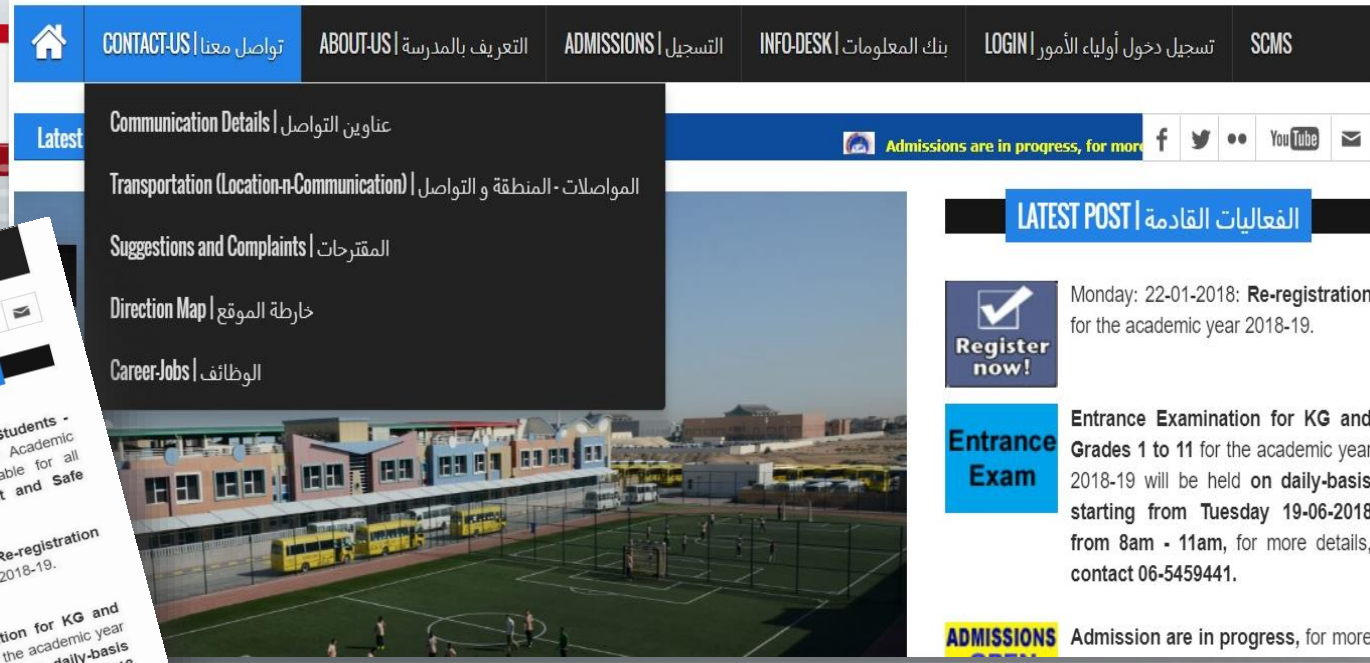 CONTACT-US | تواصل معنا
ABOUT-US | التعريف بالمدرسة
ADMISSIONS | التسجيل
INFO-DESK | بنك المعلومات
LOGIN | تسجيل دخول أولياء الأمور
SCMS
Communication Details | عناوين التواصل
Transportation (Location-n-Communication) | المواصلات - المنطقة و التواصل
Suggestions and Complaints | المقترحات
Direction Map | خارطة الموقع
Career-Jobs | الوظائف
Latest
Admissions are in progress, for more
f
You Tube
LATEST POST | الفعاليات القادمة
Register
now!
Monday: 22-01-2018: Re-registration
for the academic year 2018-19.
Entrance
Exam
Entrance Examination for KG and
Grades 1 to 11 for the academic year
2018-19 will be held on daily-basis
starting from Tuesday 19-06-2018
from 8am - 11am, for more details,
contact 06-5459441.
ADMISSIONS
OPEN
Admission are in progress, for more
Students -
Academic
able for all
t and Safe
Re-registration
2018-19.
tion for KG and
the academic year
daily-basis